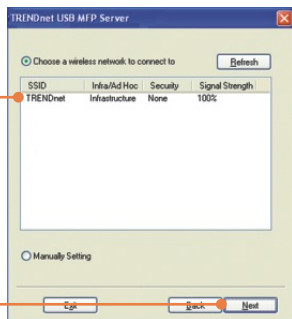 TRENDnet USB MFP Server
Choose a wireless network to connect to
Refresh
SSID Infra/Ad Hoc Security Signal Strength
TRENDnet Infrastructure None 100%
Manually Setting
Exit Back Next